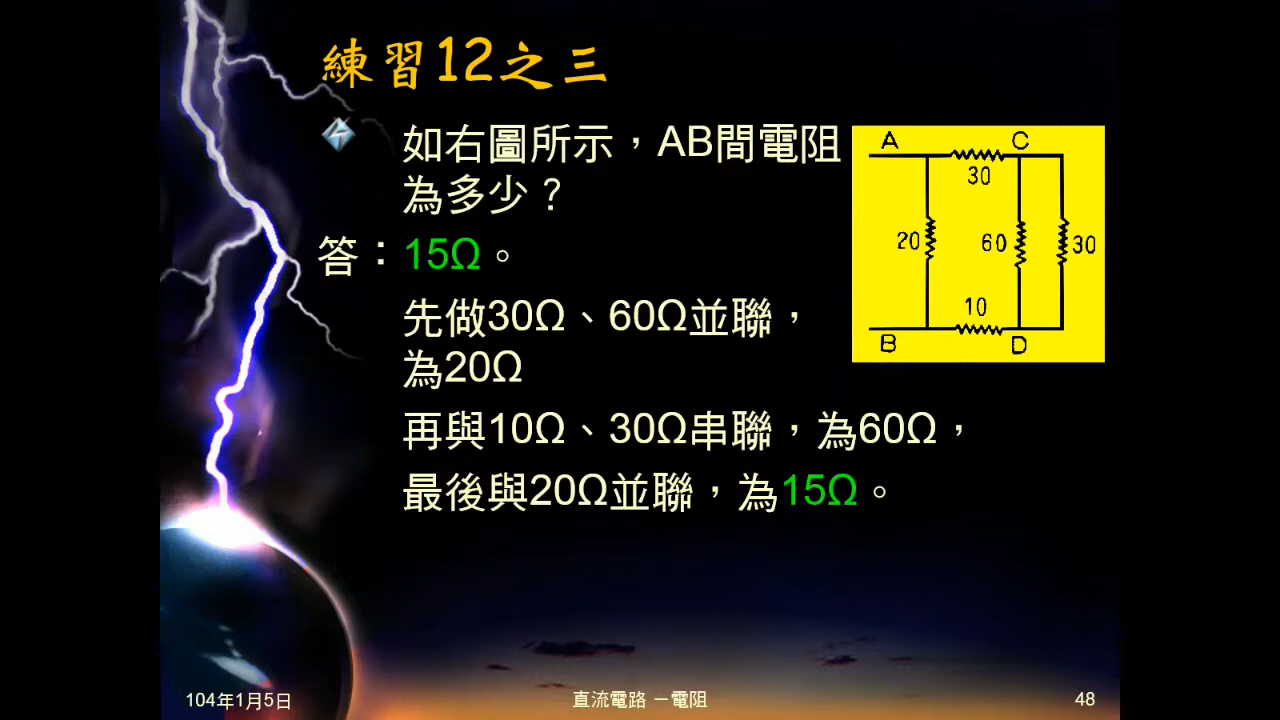 練習12之三
如右圖所示，AB間電阻
為多少？
答：15Ω。
先做30Ω、60Ω並聯，
為20Ω
再與10Ω、30Ω串聯，為60Ω，
最後與20Ω並聯，為15Ω。
A C
30
20 60 30
10
B D
104年1月5日 直流電路 －電阻 48